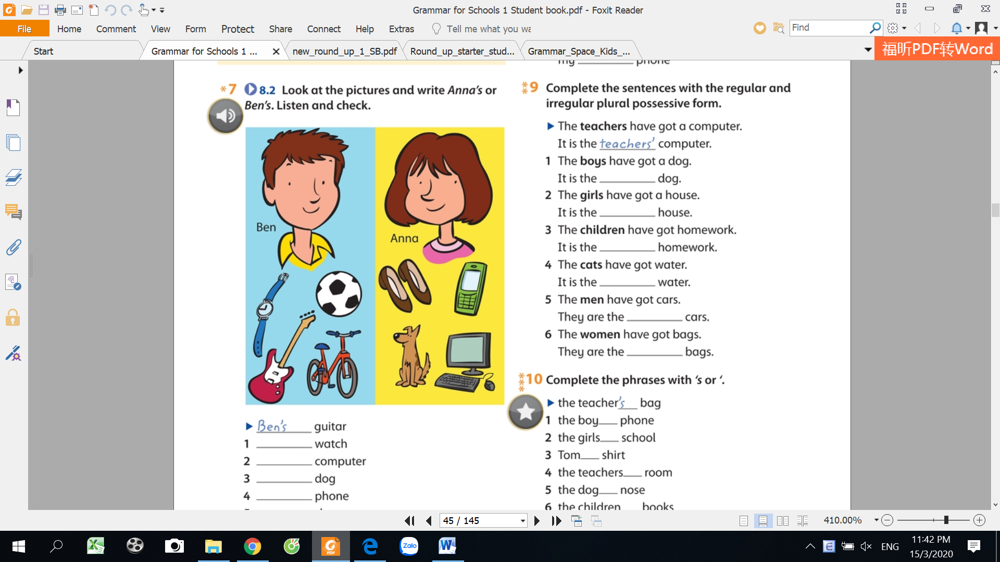 Grammar for Schools 1 Student book.pdf - Foxit Reader
File Home Comment View Form Protect Share Connect Help Extras Tell me what you wa Find
Start Grammar for Schools 1 ... new_round_up_1_SB.pdf Round_up_starter_stud... Grammar_Space_Kids_... 福昕PDF转Word
my ________ phone
*7 8.2 Look at the pictures and write Anna's or
Ben's. Listen and check.
Ben
Anna
Ben's guitar
1 ________ watch
2 ________ computer
3 ________ dog
4 ________ phone
**9 Complete the sentences with the regular and
irregular plural possessive form.
The teachers have got a computer.
It is the teachers' computer.
1 The boys have got a dog.
It is the ________ dog.
2 The girls have got a house.
It is the ________ house.
3 The children have got homework.
It is the ________ homework.
4 The cats have got water.
It is the ________ water.
5 The men have got cars.
They are the ________ cars.
6 The women have got bags.
They are the ________ bags.
***10 Complete the phrases with ‘s or ‘.
the teacher's bag
1 the boy___ phone
2 the girls___ school
3 Tom___ shirt
4 the teachers___ room
5 the dog___ nose
6 the children___ books
45 / 145
410.00%
PDF
Zalo
ENG
11:42 PM
15/3/2020